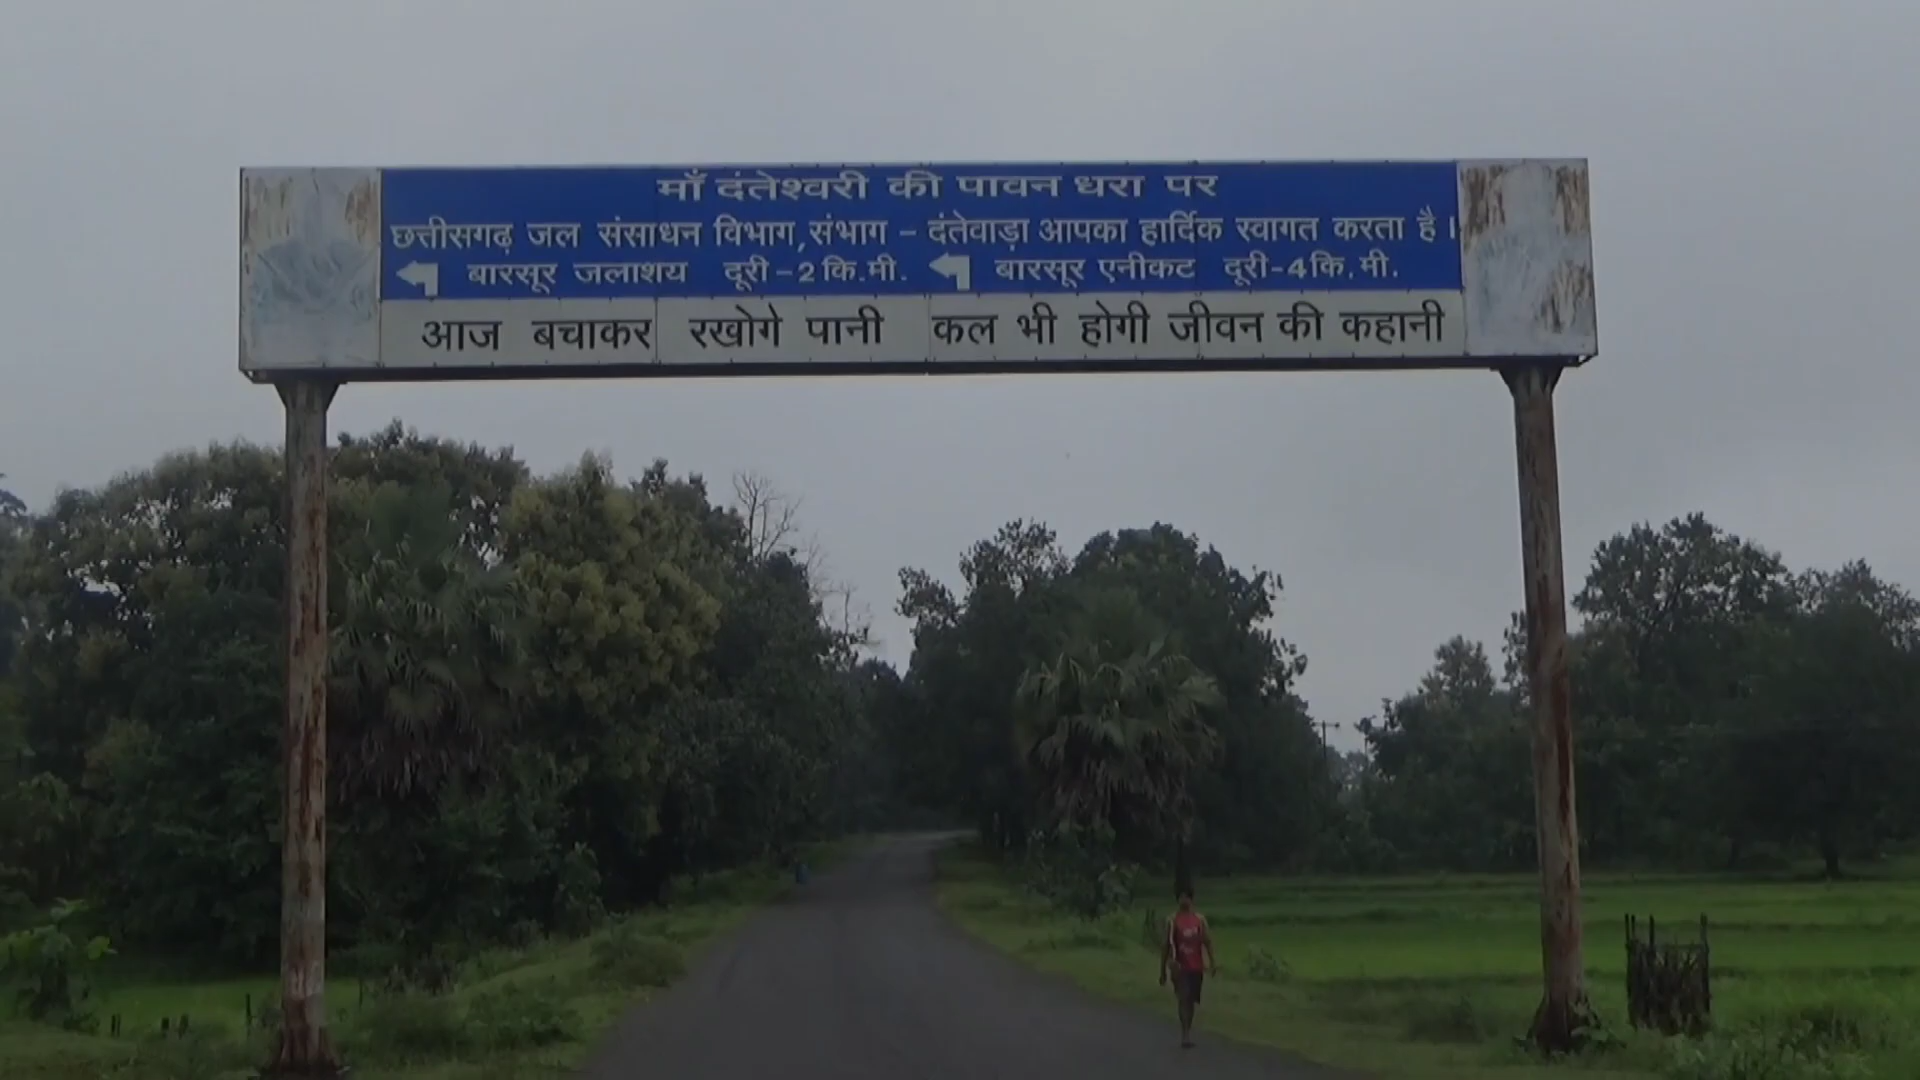 माँ दंतेश्वरी की पावन धरा पर
छत्तीसगढ़ जल संसाधन विभाग, संभाग - दंतेवाड़ा आपका हार्दिक स्वागत करता है।
बारसूर जलाशय दूरी-2 कि.मी. बारसूर एनीकट दूरी-4 कि.मी.
आज बचाकर रखोगे पानी कल भी होगी जीवन की कहानी